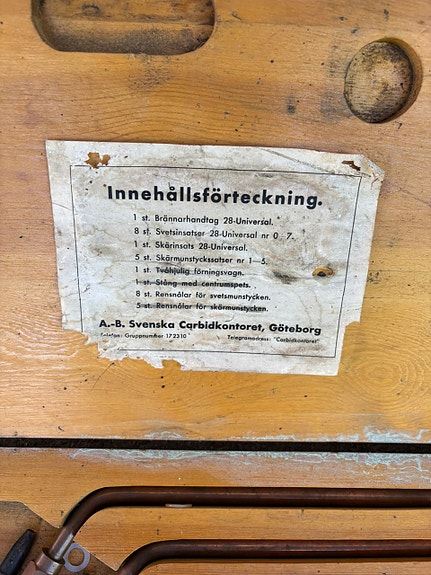 Innehållsförteckning.
1 st. Brännarhandtag 28-Universal.
8 st. Svetsinsatser 28-Universal nr 0–7.
1 st. Skärinsats 28-Universal.
5 st. Skärmunstyckssatser nr 1–5.
1 st. Tvåhjulig förningsvagn.
1 st. Stång med centrumspets.
8 st. Rensnålar för svetsmunstycken.
5 st. Rensnålar för skärmunstycken.
A.-B. Svenska Carbidkontoret, Göteborg
Telefon: Gruppnummer 172310 Telegramadress: "Carbidkontoret"